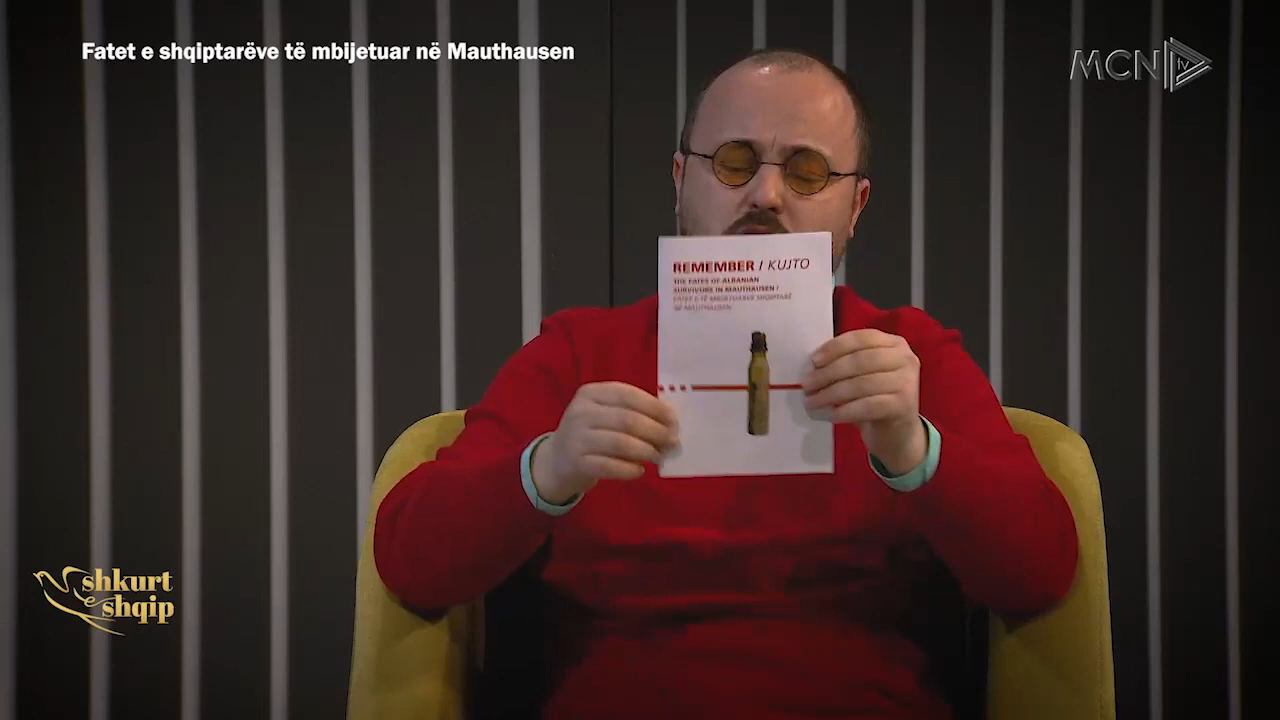 Fatet e shqiptarëve të mbijetuar në Mauthausen
MCN tv
REMEMBER / KUJTO
THE FATES OF ALBANIAN
SURVIVORS IN MAUTHAUSEN /
FATET E TË MBIJETUARVE SHQIPTARË
NË MAUTHAUSEN
shkurt
e shqip